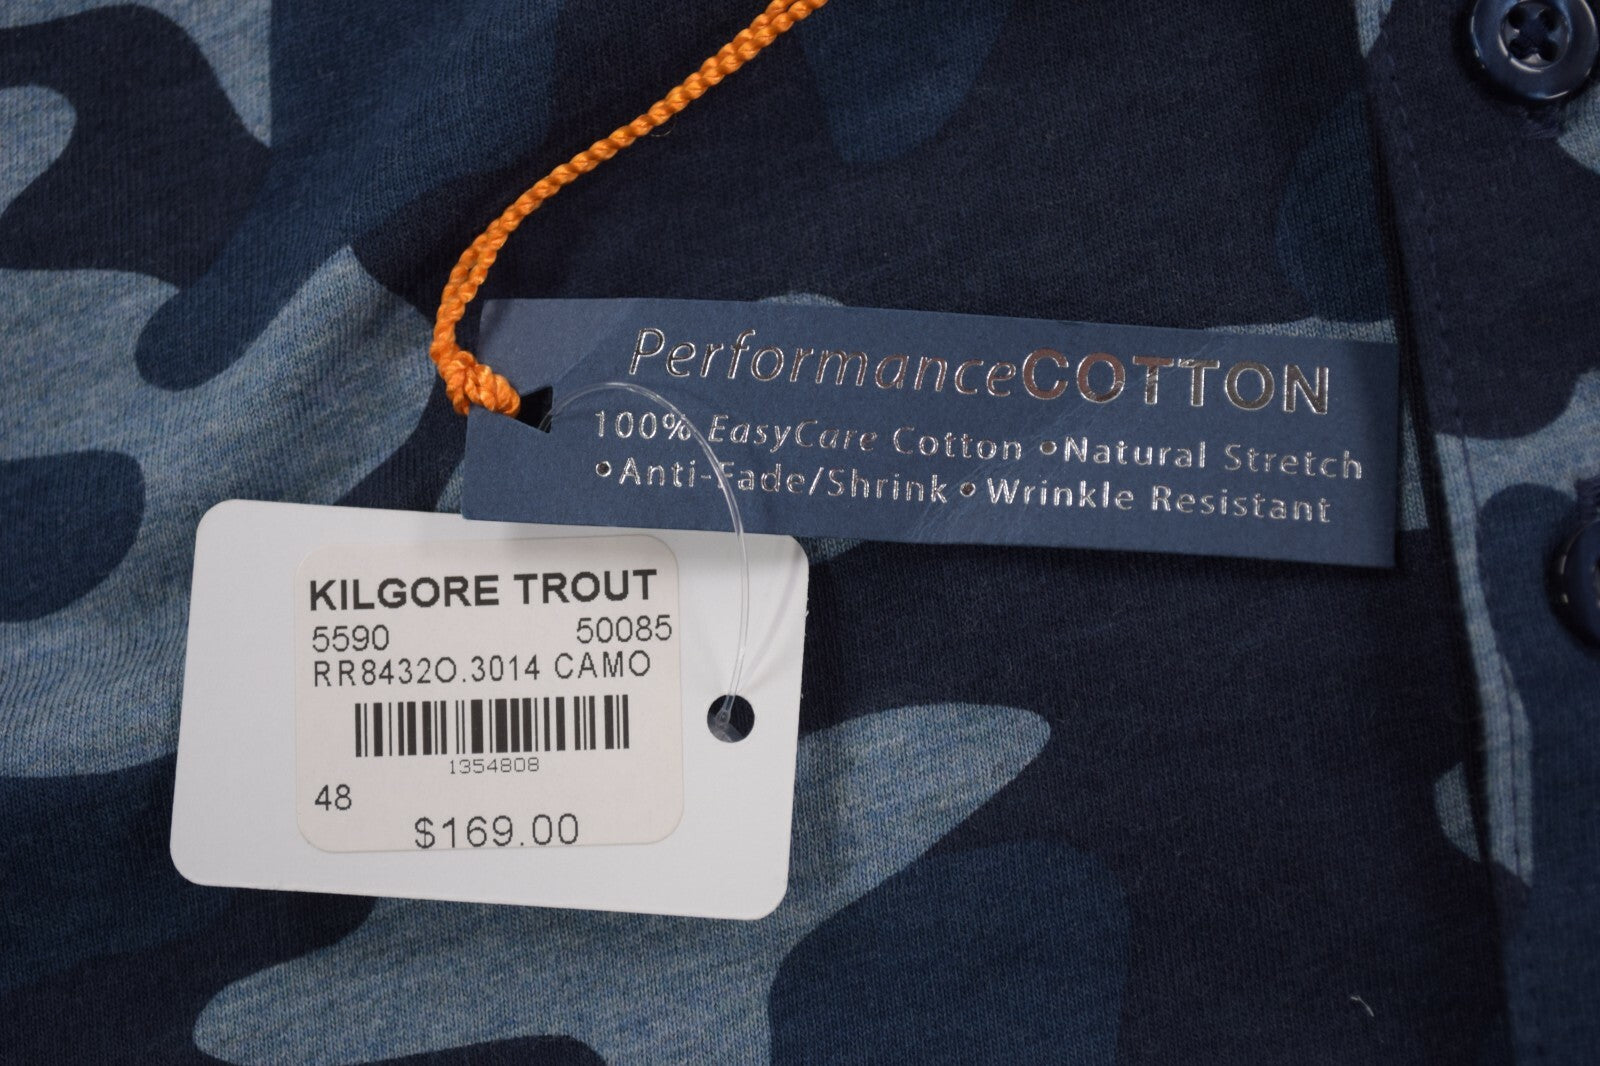 PerformanceCOTTON
100% EasyCare Cotton •Natural Stretch
•Anti-Fade/Shrink • Wrinkle Resistant
KILGORE TROUT
5590 50085
RR8432O.3014 CAMO
1354808
48
$169.00